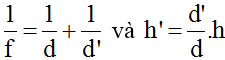 1/f = 1/d + 1/d' và h' = d'/d .h